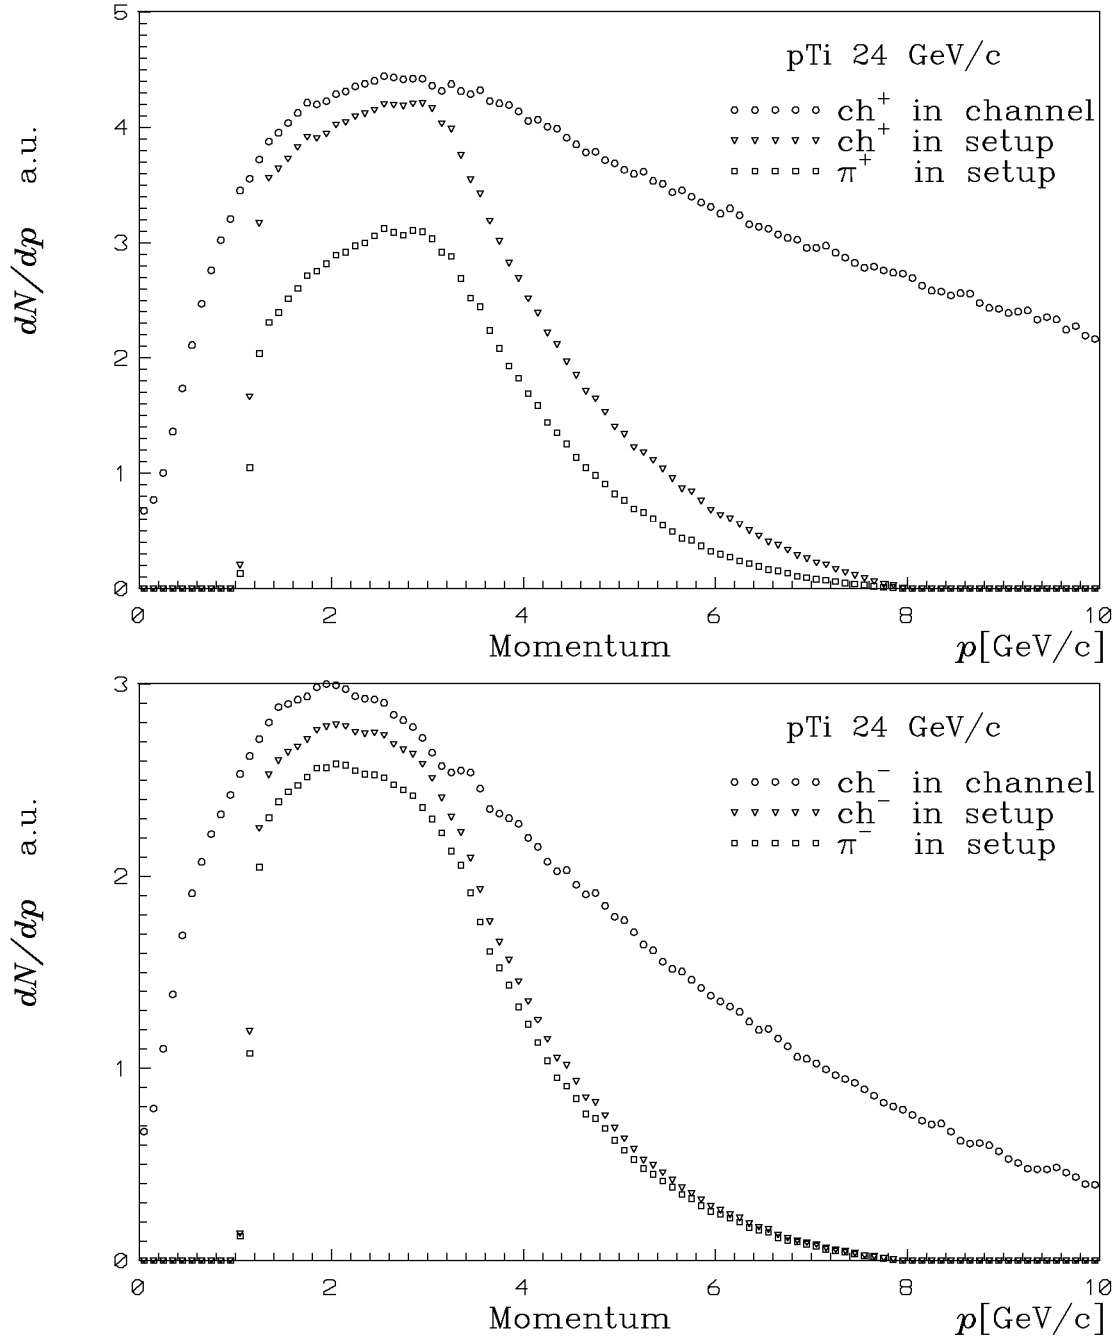 5
pTi 24 GeV/c
ch⁺ in channel
ch⁺ in setup
π⁺ in setup
4
3
2
1
0
dN/dp a.u.
0 2 4 6 8 10
Momentum p[GeV/c]
3
pTi 24 GeV/c
ch⁻ in channel
ch⁻ in setup
π⁻ in setup
2
1
0
dN/dp a.u.
0 2 4 6 8 10
Momentum p[GeV/c]